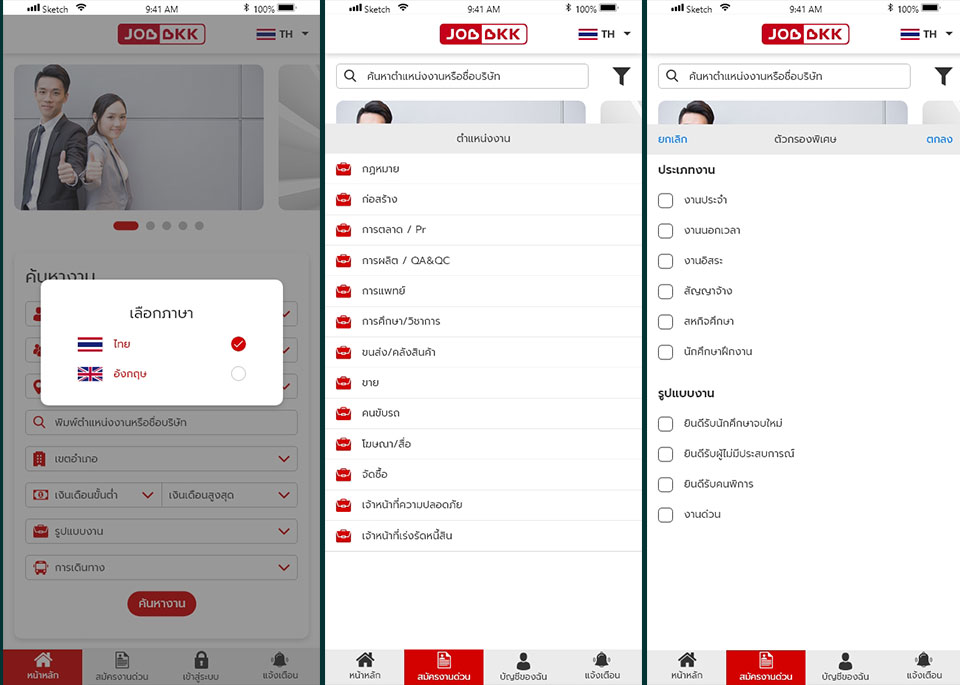 Sketch 9:41 AM 100%
JOBBKK TH
ค้นหางาน
เลือกภาษา
ไทย
อังกฤษ
พิมพ์ตำแหน่งงานหรือชื่อบริษัท
เขตอำเภอ
เงินเดือนขั้นต่ำ เงินเดือนสูงสุด
รูปแบบงาน
การเดินทาง
ค้นหางาน
หน้าหลัก สมัครงานด่วน เข้าสู่ระบบ แจ้งเตือน
Sketch 9:41 AM 100%
JOBBKK TH
ค้นหาตำแหน่งงานหรือชื่อบริษัท
ตำแหน่งงาน
กฎหมาย
ก่อสร้าง
การตลาด / Pr
การผลิต / QA&QC
การแพทย์
การศึกษา/วิชาการ
ขนส่ง/คลังสินค้า
ขาย
คนขับรถ
โฆษณา/สื่อ
จัดซื้อ
เจ้าหน้าที่ความปลอดภัย
เจ้าหน้าที่เร่งรัดหนี้สิน
หน้าหลัก สมัครงานด่วน บัญชีของฉัน แจ้งเตือน
Sketch 9:41 AM 100%
JOBBKK TH
ค้นหาตำแหน่งงานหรือชื่อบริษัท
ยกเลิก ตัวกรองพิเศษ ตกลง
ประเภทงาน
งานประจำ
งานนอกเวลา
งานอิสระ
สัญญาจ้าง
สหกิจศึกษา
นักศึกษาฝึกงาน
รูปแบบงาน
ยินดีรับนักศึกษาจบใหม่
ยินดีรับผู้ไม่มีประสบการณ์
ยินดีรับคนพิการ
งานด่วน
หน้าหลัก สมัครงานด่วน บัญชีของฉัน แจ้งเตือน